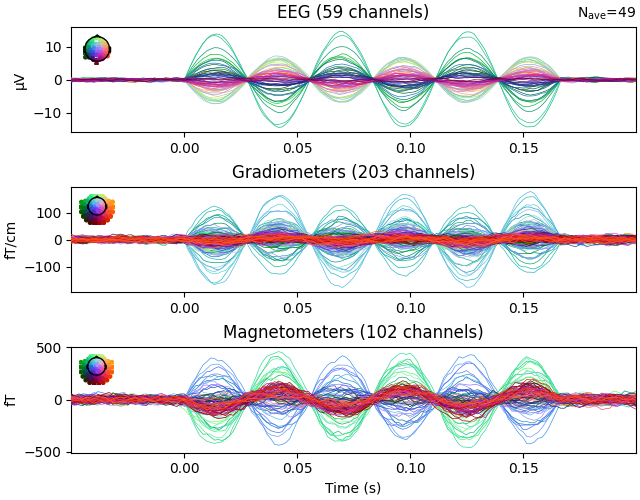 EEG (59 channels)
Nave=49
10
0
−10
µV
0.00 0.05 0.10 0.15
Gradiometers (203 channels)
100
0
−100
fT/cm
0.00 0.05 0.10 0.15
Magnetometers (102 channels)
500
0
−500
fT
0.00 0.05 0.10 0.15
Time (s)